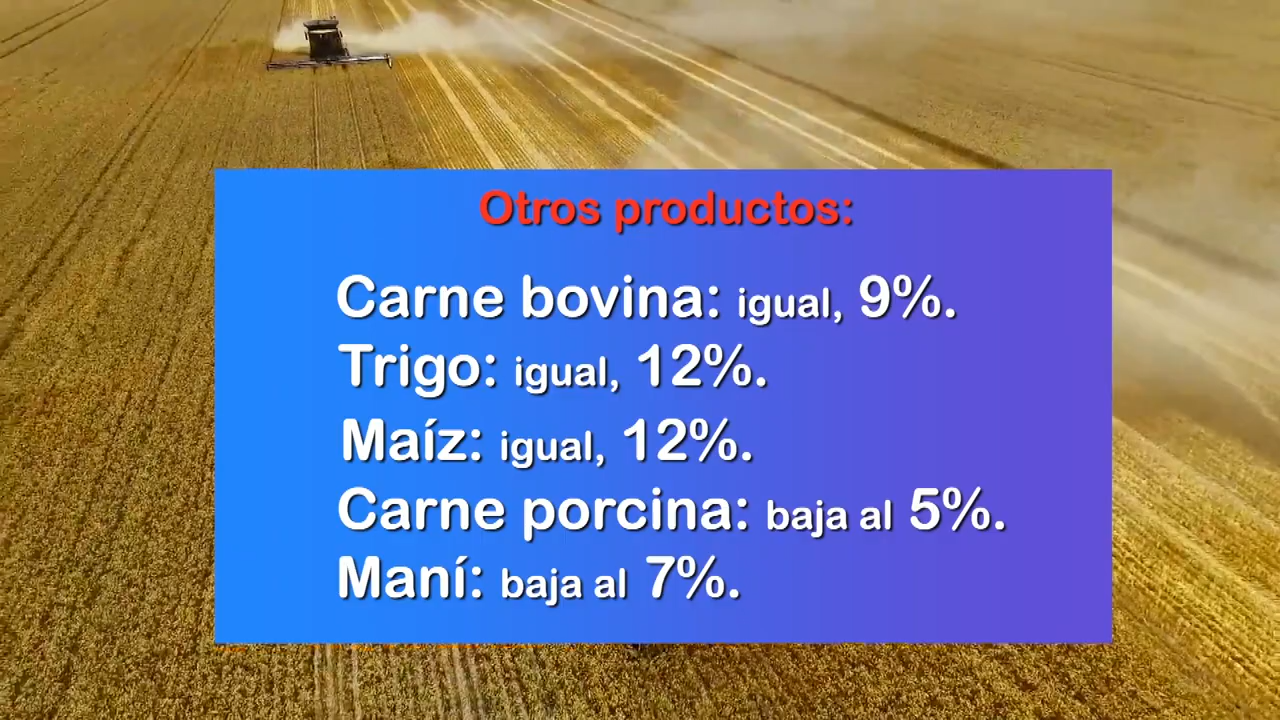 Otros productos:
Carne bovina: igual, 9%.
Trigo: igual, 12%.
Maíz: igual, 12%.
Carne porcina: baja al 5%.
Maní: baja al 7%.